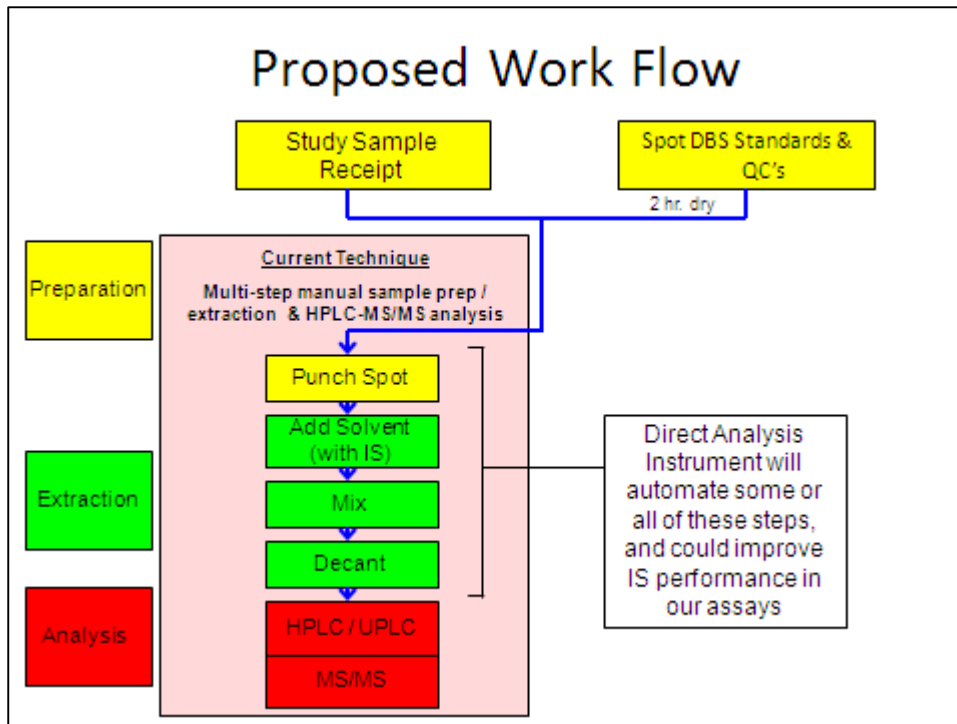 Proposed Work Flow
Study Sample
Receipt
Spot DBS Standards &
QC's
2 hr. dry
Preparation
Current Technique
Multi-step manual sample prep /
extraction & HPLC-MS/MS analysis
Punch Spot
Add Solvent
(with IS)
Mix
Decant
Extraction
HPLC / UPLC
MS/MS
Analysis
Direct Analysis
Instrument will
automate some or
all of these steps,
and could improve
IS performance in
our assays